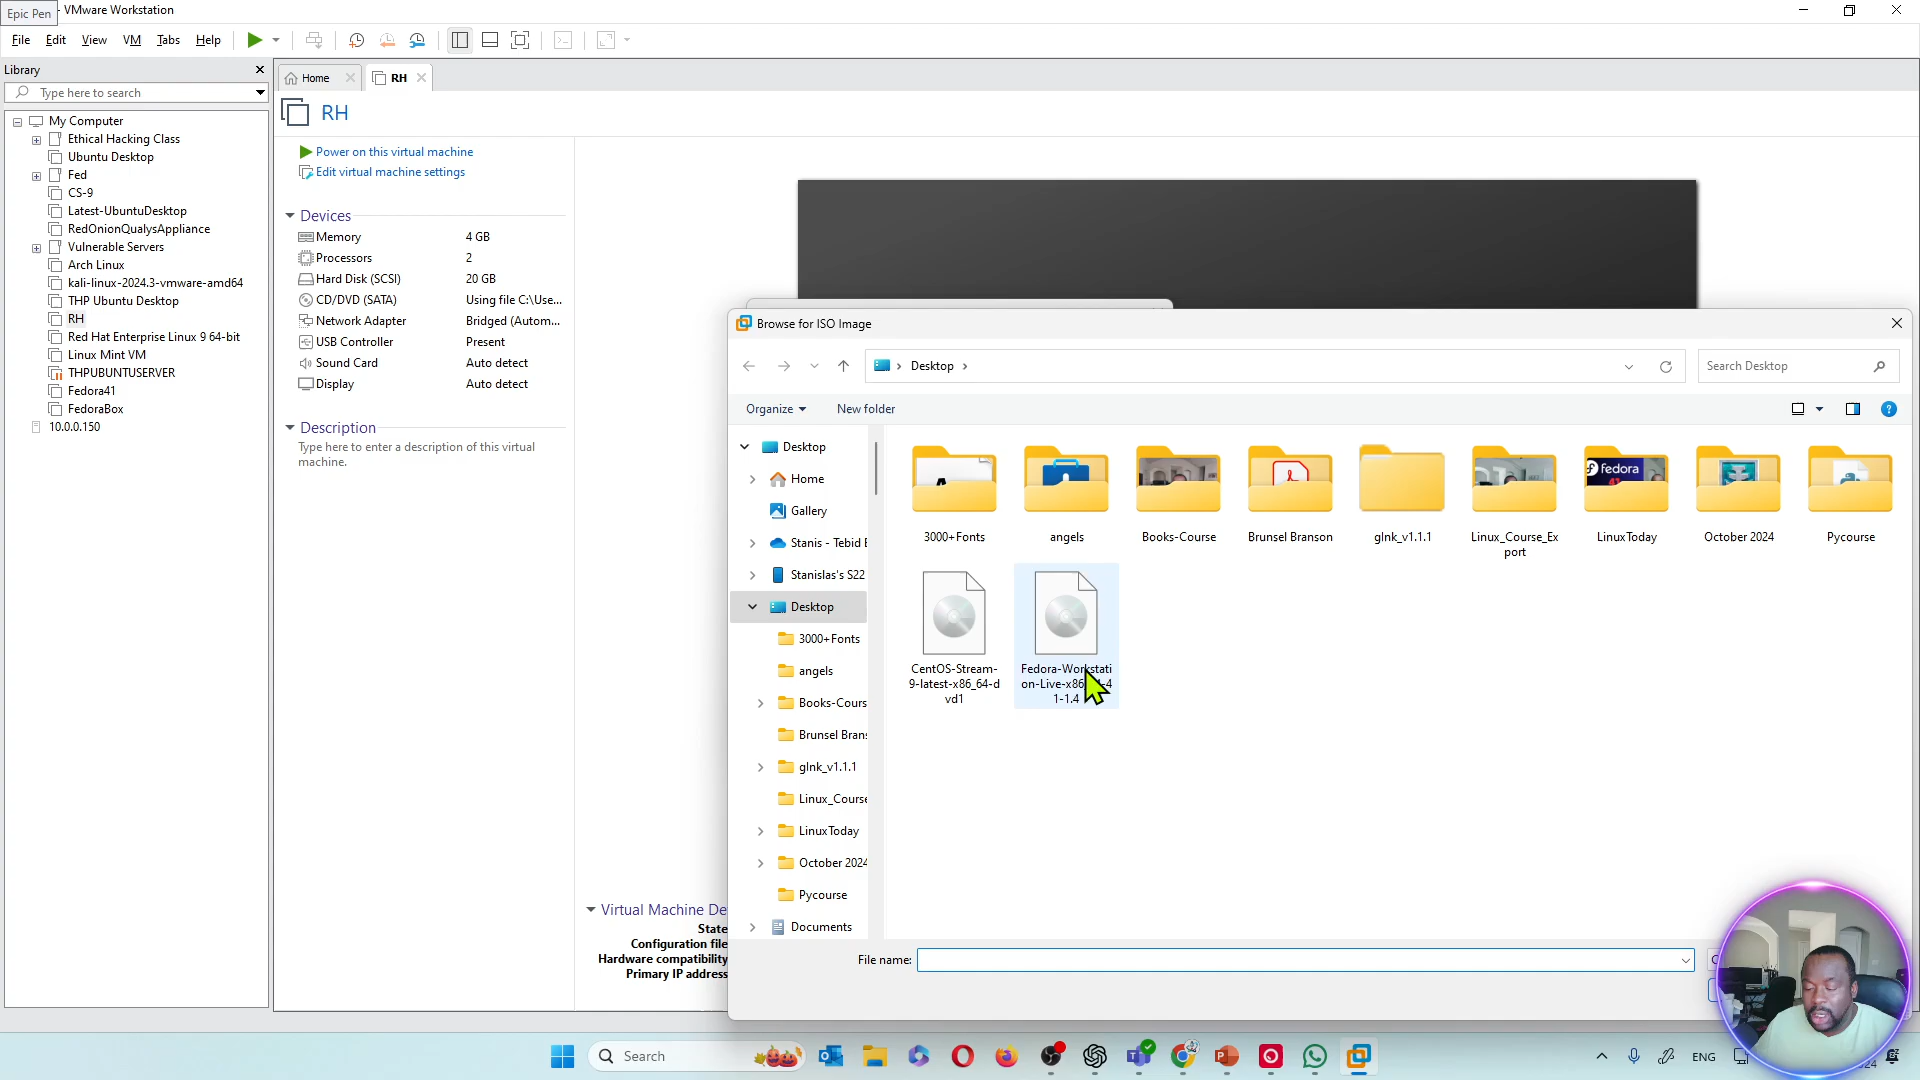 Epic Pen
VMware Workstation
File Edit View VM Tabs Help
Library
Type here to search
My Computer
Ethical Hacking Class
Ubuntu Desktop
Fed
CS-9
Latest-UbuntuDesktop
RedOnionQualysAppliance
Vulnerable Servers
Arch Linux
kali-linux-2024.3-vmware-amd64
THP Ubuntu Desktop
RH
Red Hat Enterprise Linux 9 64-bit
Linux Mint VM
THPUBUNTUSERVER
Fedora41
FedoraBox
10.0.0.150
Home
RH
RH
Power on this virtual machine
Edit virtual machine settings
Devices
Memory 4 GB
Processors 2
Hard Disk (SCSI) 20 GB
CD/DVD (SATA) Using file C:\Use...
Network Adapter Bridged (Autom...
USB Controller Present
Sound Card Auto detect
Display Auto detect
Description
Type here to enter a description of this virtual
machine.
Virtual Machine De
State
Configuration file
Hardware compatibility
Primary IP address
Browse for ISO Image
Desktop
Search Desktop
Organize
New folder
Desktop
Home
Gallery
Stanis - Tebid
Stanislas's S22
Desktop
3000+Fonts
angels
Books-Cours
Brunsel Bran
glnk_v1.1.1
Linux_Course
LinuxToday
October 2024
Pycourse
Documents
3000+Fonts
angels
Books-Course
Brunsel Branson
glnk_v1.1.1
Linux_Course_Ex
port
fedora
LinuxToday
October 2024
Pycourse
CentOS-Stream-
9-latest-x86_64-d
vd1
Fedora-Workstati
on-Live-x86 4
1-1.4
File name:
Search
ENG